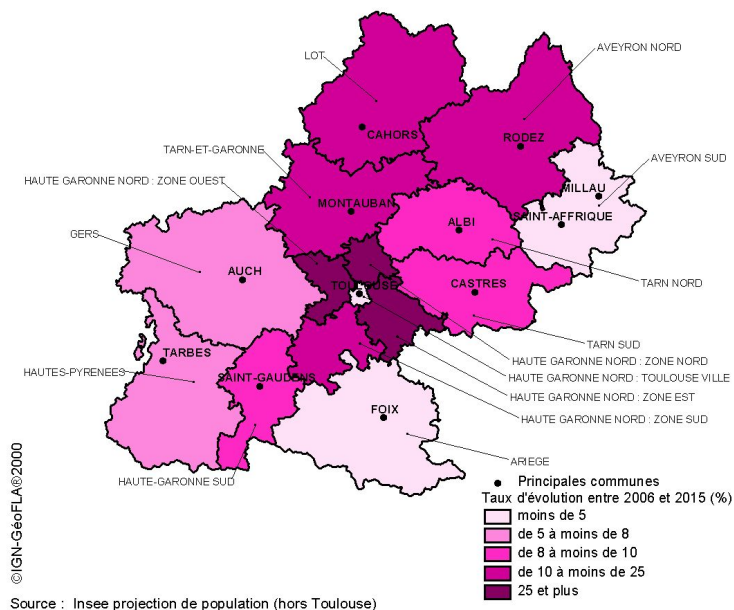 AVEYRON NORD
LOT
CAHORS
RODEZ
TARN-ET-GARONNE
AVEYRON SUD
HAUTE GARONNE NORD : ZONE OUEST
MILLAU
MONTAUBAN
SAINT-AFFRIQUE
ALBI
GERS
AUCH
TOULOUSE
CASTRES
TARN NORD
TARN SUD
TARBES
HAUTE GARONNE NORD : ZONE NORD
HAUTES-PYRENEES
SAINT-GAUDENS
HAUTE GARONNE NORD : TOULOUSE VILLE
HAUTE GARONNE NORD : ZONE EST
FOIX
HAUTE GARONNE NORD : ZONE SUD
ARIEGE
HAUTE-GARONNE SUD
Principales communes
Taux d'évolution entre 2006 et 2015 (%)
moins de 5
de 5 à moins de 8
de 8 à moins de 10
de 10 à moins de 25
25 et plus
©IGN-GéoFLA®2000
Source : Insee projection de population (hors Toulouse)